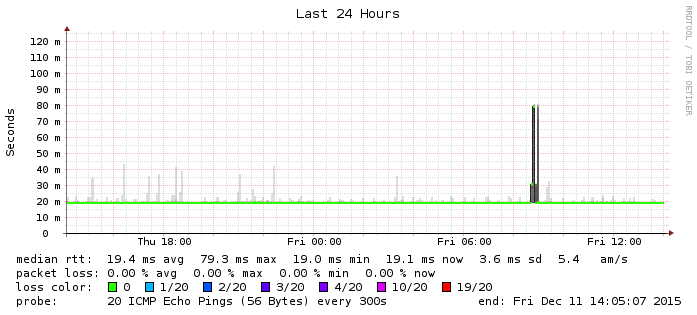 Last 24 Hours
RRDTOOL / TOBI OETIKER
Seconds
120 m
110 m
100 m
90 m
80 m
70 m
60 m
50 m
40 m
30 m
20 m
10 m
0
Thu 18:00 Fri 00:00 Fri 06:00 Fri 12:00
median rtt: 19.4 ms avg 79.3 ms max 19.0 ms min 19.1 ms now 3.6 ms sd 5.4 am/s
packet loss: 0.00 % avg 0.00 % max 0.00 % min 0.00 % now
loss color: 0 1/20 2/20 3/20 4/20 10/20 19/20
probe: 20 ICMP Echo Pings (56 Bytes) every 300s end: Fri Dec 11 14:05:07 2015